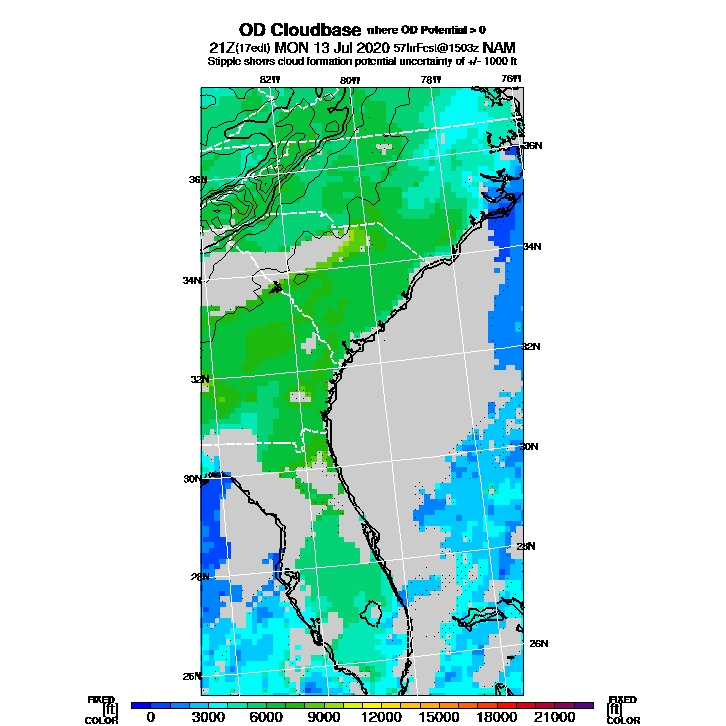 OD Cloudbase where OD Potential > 0
21Z(17edt) MON 13 Jul 2020 57hrFcst@1503z NAM
Stipple shows cloud formation potential uncertainty of +/- 1000 ft
82W 80W 78W 76W
36N
36N
34N
34N
32N
32N
30N
30N
28N
28N
26N
26N
FIXED FIXED
[ft] [ft]
COLOR COLOR
0 3000 6000 9000 12000 15000 18000 21000